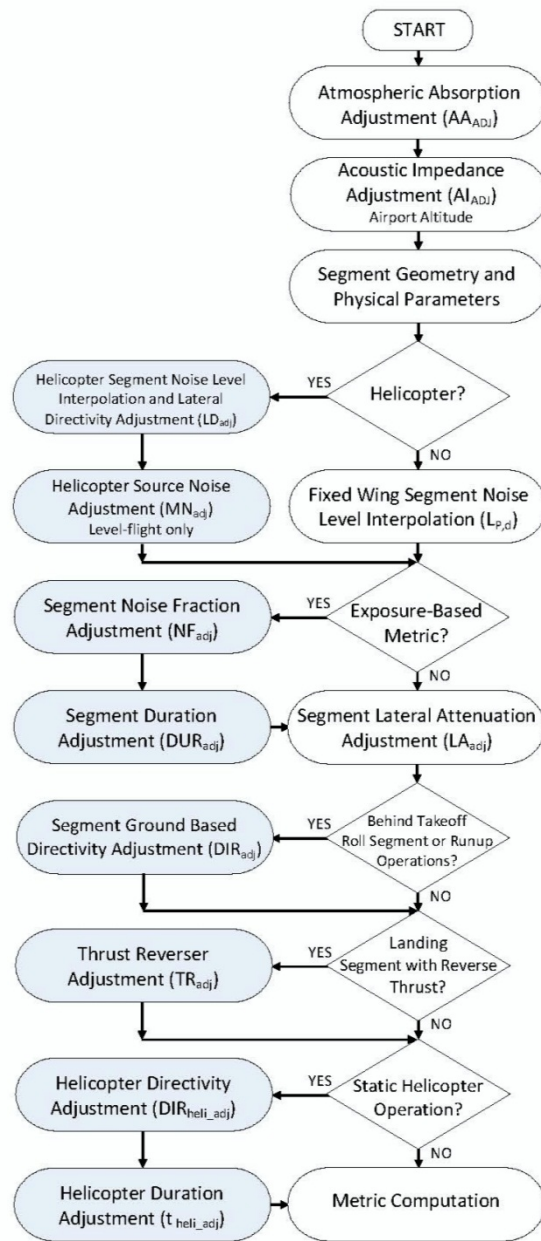 START
Atmospheric Absorption
Adjustment (AA_ADJ)
Acoustic Impedance
Adjustment (AI_ADJ)
Airport Altitude
Segment Geometry and
Physical Parameters
Helicopter Segment Noise Level
Interpolation and Lateral
Directivity Adjustment (LD_adj)
YES
Helicopter?
NO
Helicopter Source Noise
Adjustment (MN_adj)
Level-flight only
Fixed Wing Segment Noise
Level Interpolation (L_P,d)
Segment Noise Fraction
Adjustment (NF_adj)
YES
Exposure-Based
Metric?
NO
Segment Duration
Adjustment (DUR_adj)
Segment Lateral Attenuation
Adjustment (LA_adj)
Segment Ground Based
Directivity Adjustment (DIR_adj)
YES
Behind Takeoff
Roll Segment or Runup
Operations?
NO
Thrust Reverser
Adjustment (TR_adj)
YES
Landing
Segment with Reverse
Thrust?
NO
Helicopter Directivity
Adjustment (DIR_heli_adj)
YES
Static Helicopter
Operation?
NO
Helicopter Duration
Adjustment (t_heli_adj)
Metric Computation